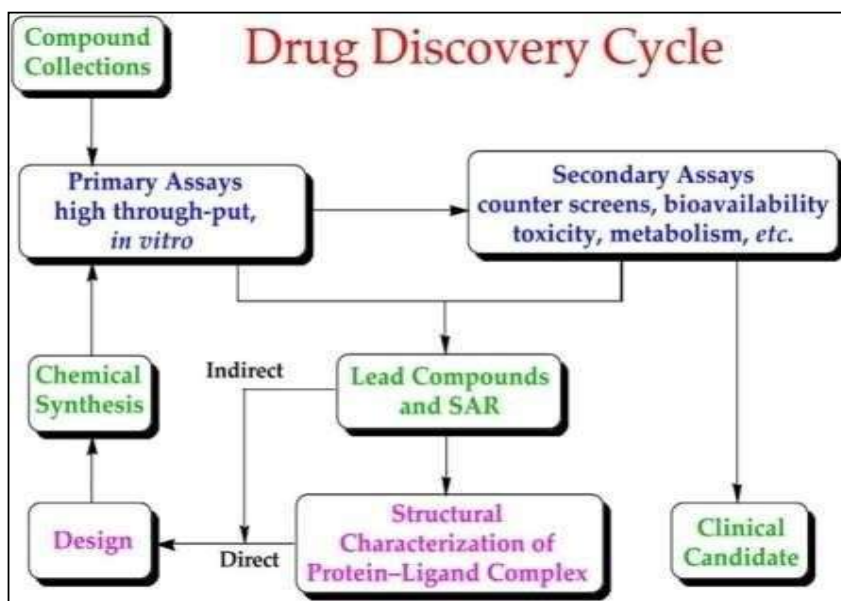 Drug Discovery Cycle
Compound
Collections
Primary Assays
high through-put,
in vitro
Secondary Assays
counter screens, bioavailability
toxicity, metabolism, etc.
Chemical
Synthesis
Indirect
Lead Compounds
and SAR
Design
Direct
Structural
Characterization of
Protein–Ligand Complex
Clinical
Candidate